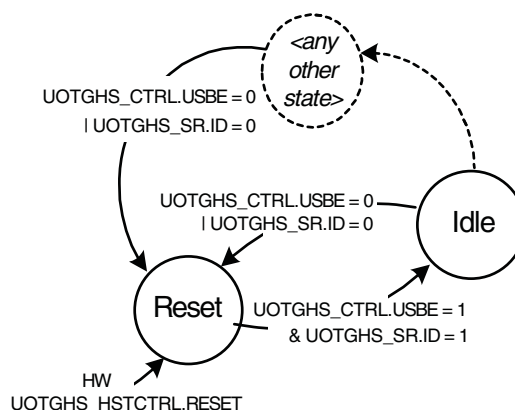 <any
other
state>
UOTGHS_CTRL.USBE = 0
| UOTGHS_SR.ID = 0
UOTGHS_CTRL.USBE = 0
| UOTGHS_SR.ID = 0
Idle
Reset
UOTGHS_CTRL.USBE = 1
& UOTGHS_SR.ID = 1
HW
UOTGHS_HSTCTRL.RESET